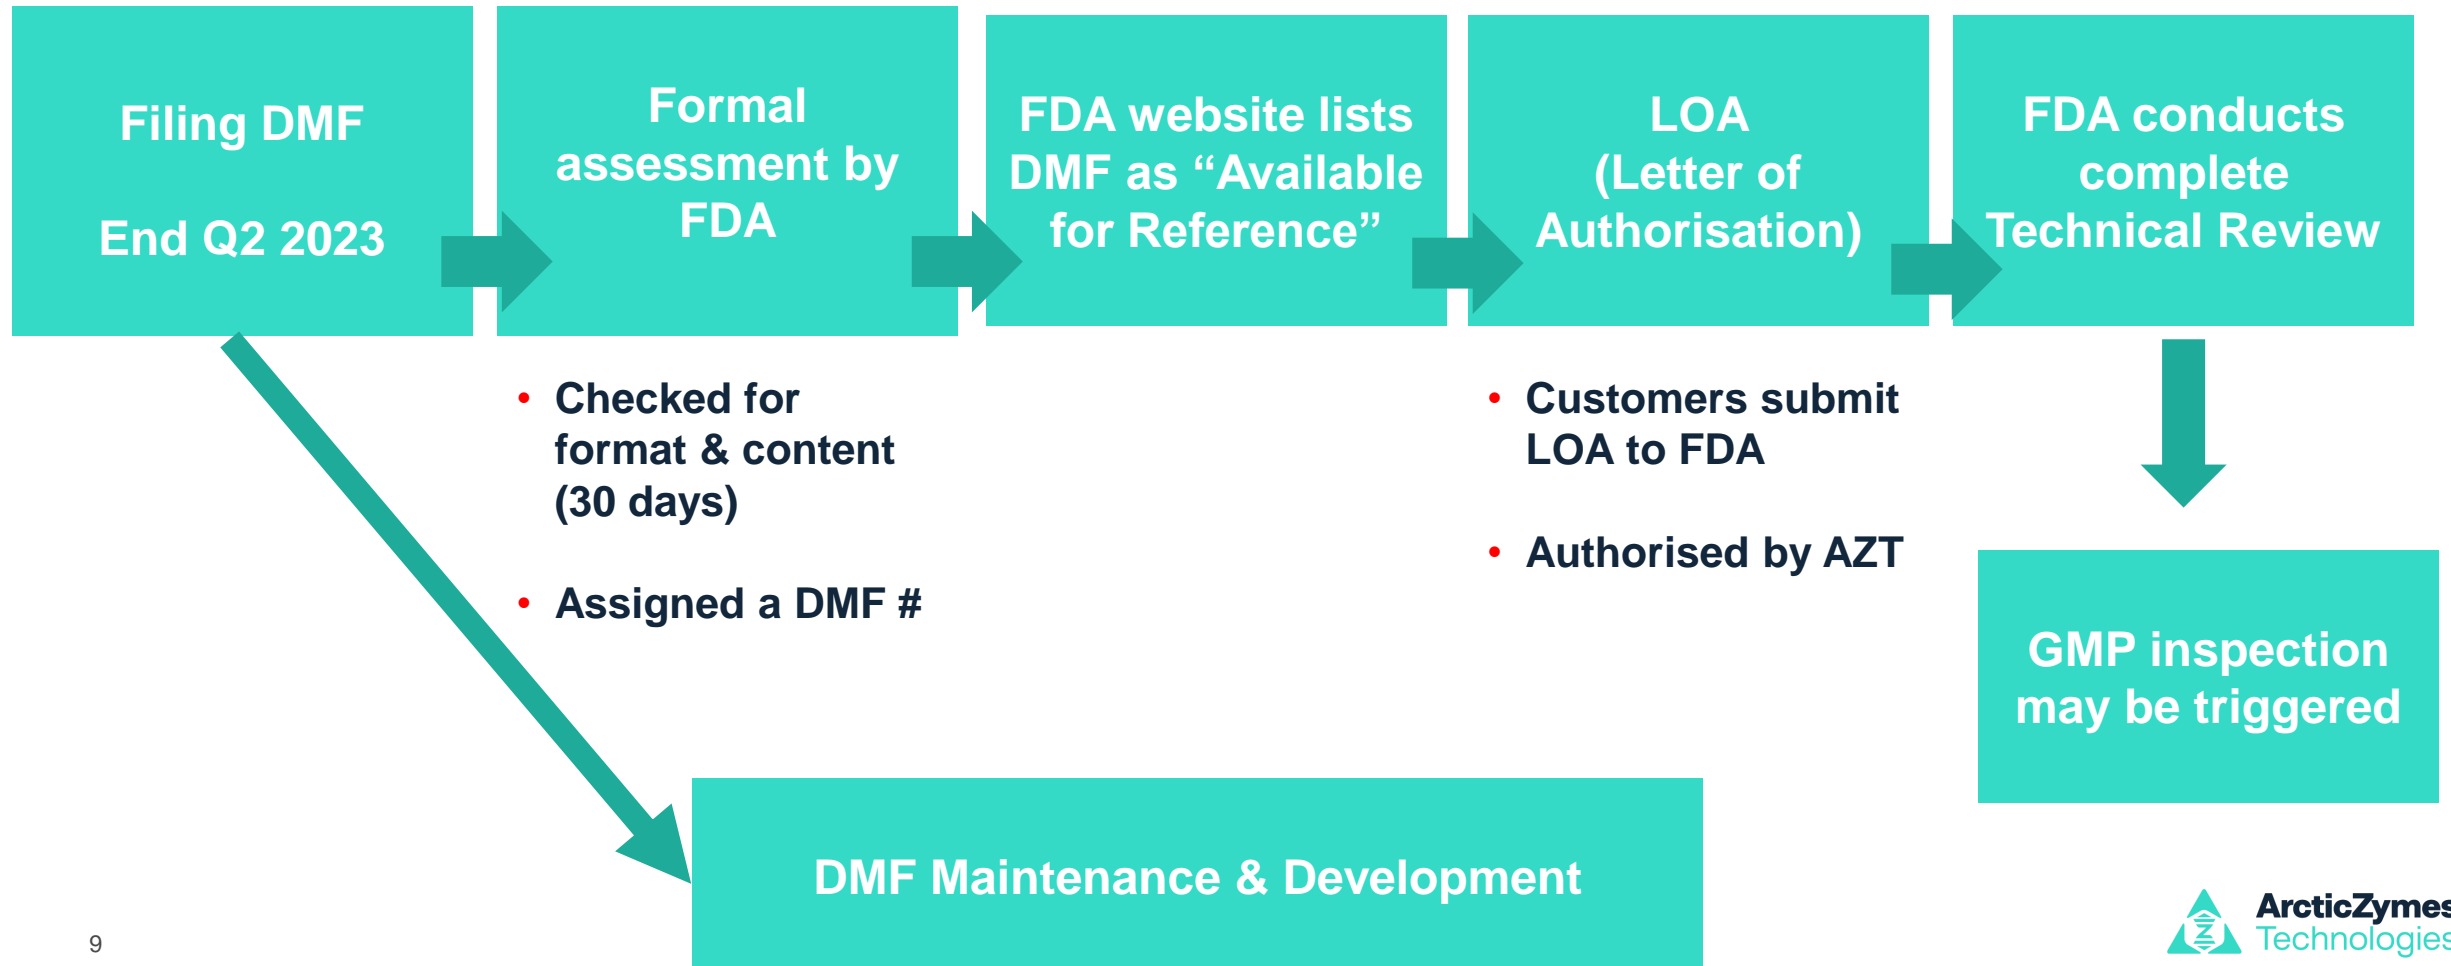 Filing DMF
End Q2 2023
Formal
assessment by
FDA
FDA website lists
DMF as “Available
for Reference”
LOA
(Letter of
Authorisation)
FDA conducts
complete
Technical Review
• Checked for
format & content
(30 days)
• Assigned a DMF #
• Customers submit
LOA to FDA
• Authorised by AZT
GMP inspection
may be triggered
DMF Maintenance & Development
9
ArcticZymes
Technologies